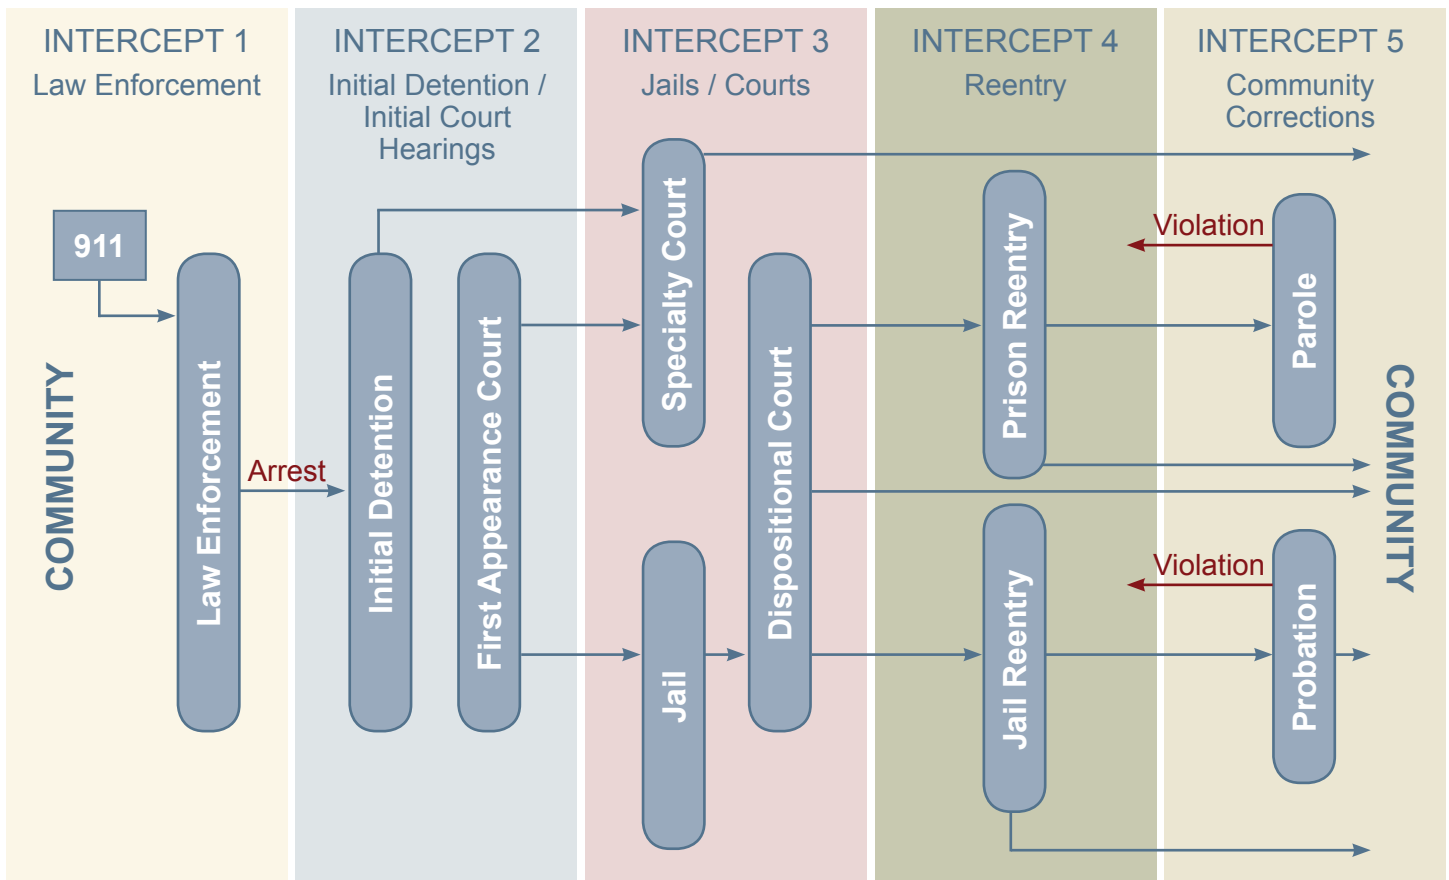 INTERCEPT 1
Law Enforcement
INTERCEPT 2
Initial Detention /
Initial Court
Hearings
INTERCEPT 3
Jails / Courts
INTERCEPT 4
Reentry
INTERCEPT 5
Community
Corrections
COMMUNITY
911
Law Enforcement
Arrest
Initial Detention
First Appearance Court
Specialty Court
Jail
Dispositional Court
Prison Reentry
Jail Reentry
Violation
Parole
Violation
Probation
COMMUNITY